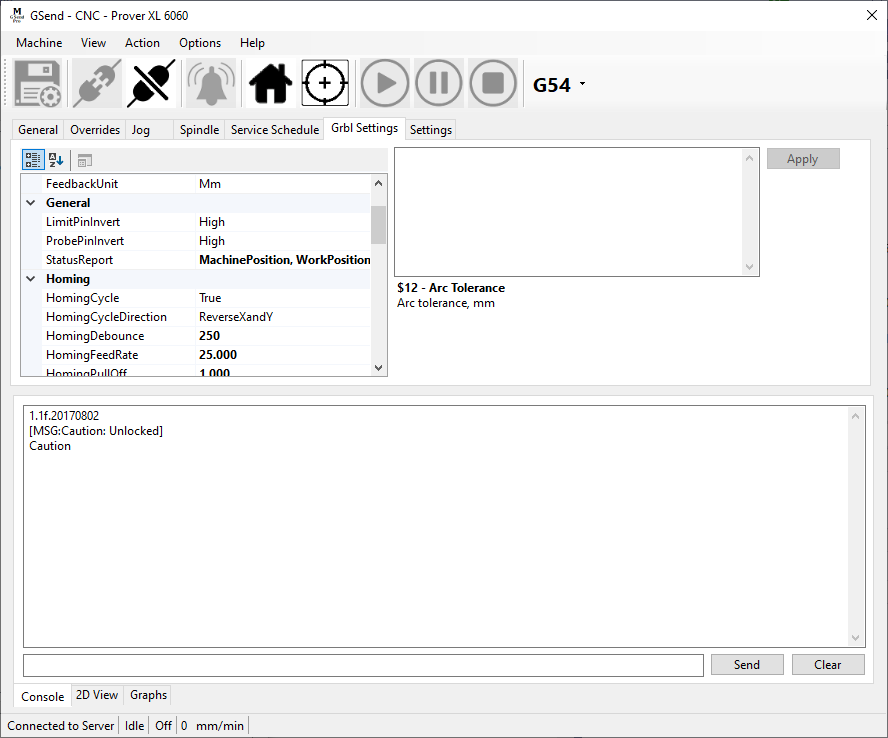 M
GSend
Pro
GSend - CNC - Prover XL 6060
Machine View Action Options Help
G54
General Overrides Jog Spindle Service Schedule Grbl Settings Settings
A
Z
Apply
FeedbackUnit Mm
General
LimitPinInvert High
ProbePinInvert High
StatusReport MachinePosition, WorkPosition
Homing
HomingCycle True
HomingCycleDirection ReverseXandY
HomingDebounce 250
HomingFeedRate 25.000
HomingPullOff 1.000
$12 - Arc Tolerance
Arc tolerance, mm
1.1f.20170802
[MSG:Caution: Unlocked]
Caution
Send Clear
Console 2D View Graphs
Connected to Server Idle Off 0 mm/min